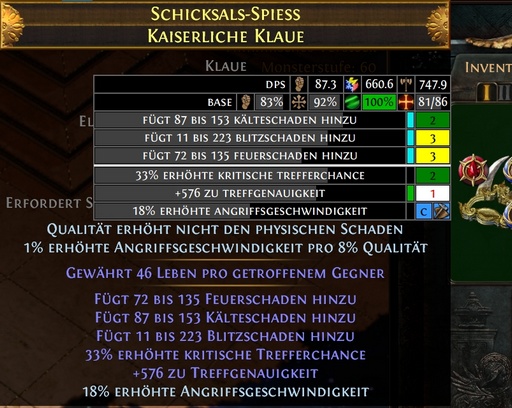 Schicksals-Spiess
Kaiserliche Klaue
Klaue
Monsterstufe: 60
DPS 87.3 660.6 747.9
BASE 83% 92% 100% 81/86
Fügt 87 bis 153 Kälteschaden hinzu 2
Fügt 11 bis 223 Blitzschaden hinzu 3
Fügt 72 bis 135 Feuerschaden hinzu 3
33% erhöhte kritische Trefferchance 2
+576 zu Treffgenauigkeit 1
18% erhöhte Angriffsgeschwindigkeit C
El
Erfordert S
Qualität erhöht nicht den physischen Schaden
1% erhöhte Angriffsgeschwindigkeit pro 8% Qualität
Gewährt 46 Leben pro getroffenem Gegner
Fügt 72 bis 135 Feuerschaden hinzu
Fügt 87 bis 153 Kälteschaden hinzu
Fügt 11 bis 223 Blitzschaden hinzu
33% erhöhte kritische Trefferchance
+576 zu Treffgenauigkeit
18% erhöhte Angriffsgeschwindigkeit
Invent
I